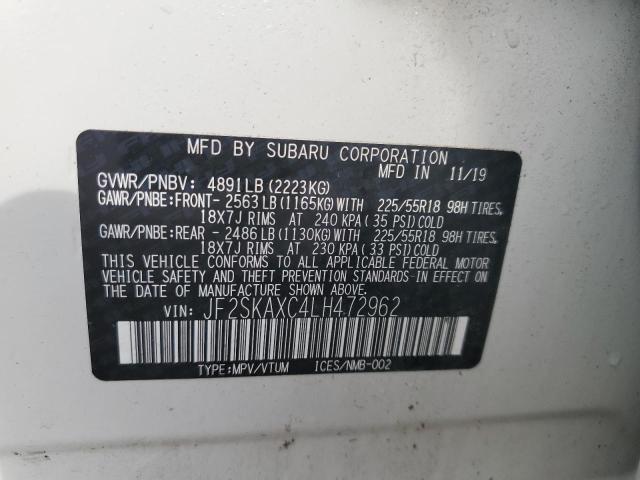 MFD BY SUBARU CORPORATION
GVWR/PNBV: 4891LB (2223KG) MFD IN 11/19
GAWR/PNBE:FRONT- 2563LB(1165KG)WITH 225/55R18 98H TIRES,
18X7J RIMS AT 240 KPA (35 PSI)COLD
GAWR/PNBE:REAR - 2486LB(1130KG)WITH 225/55R18 98H TIRES,
18X7J RIMS AT 230 KPA (33 PSI)COLD
THIS VEHICLE CONFORMS TO ALL APPLICABLE FEDERAL MOTOR
VEHICLE SAFETY AND THEFT PREVENTION STANDARDS IN EFFECT
ON THE DATE OF MANUFACTURE SHOWN ABOVE.
VIN: JF2SKAXC4LH472962
TYPE:MPV/VTUM ICES/NMB-002